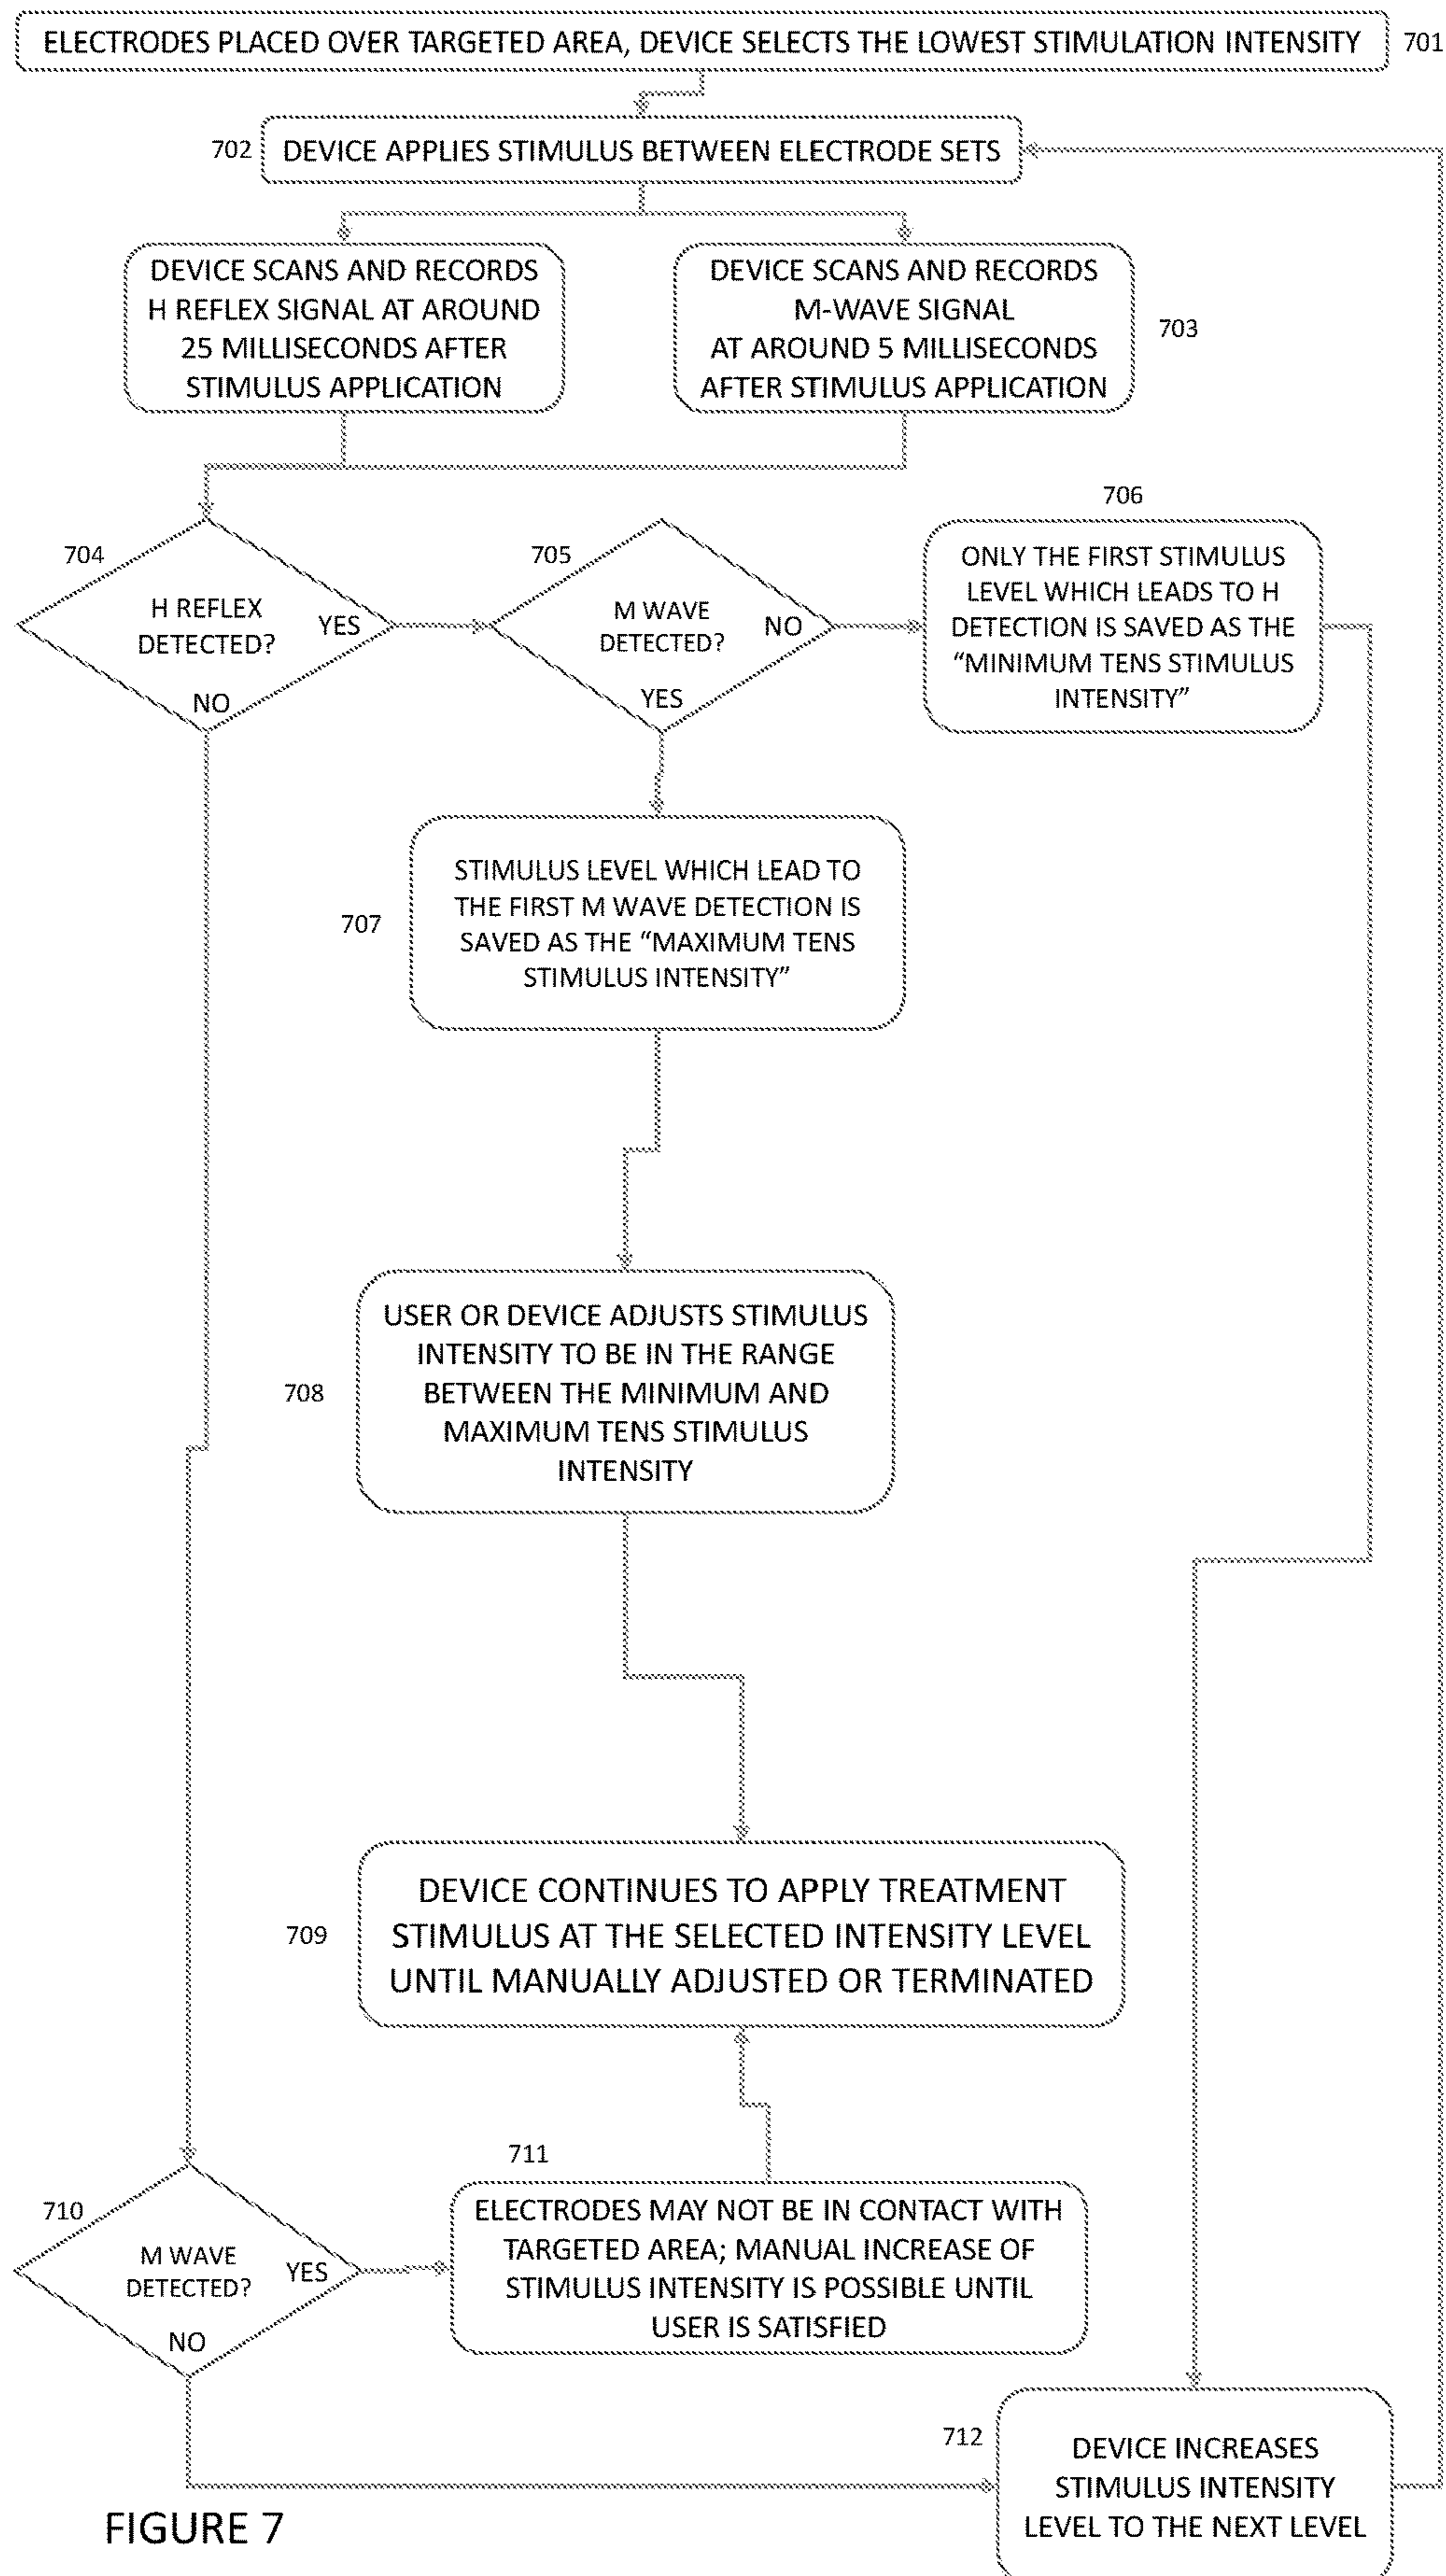 ELECTRODES PLACED OVER TARGETED AREA, DEVICE SELECTS THE LOWEST STIMULATION INTENSITY
701
702
DEVICE APPLIES STIMULUS BETWEEN ELECTRODE SETS
DEVICE SCANS AND RECORDS
H REFLEX SIGNAL AT AROUND
25 MILLISECONDS AFTER
STIMULUS APPLICATION
DEVICE SCANS AND RECORDS
M-WAVE SIGNAL
AT AROUND 5 MILLISECONDS
AFTER STIMULUS APPLICATION
703
704
H REFLEX
DETECTED?
YES
NO
705
M WAVE
DETECTED?
NO
YES
706
ONLY THE FIRST STIMULUS
LEVEL WHICH LEADS TO H
DETECTION IS SAVED AS THE
“MINIMUM TENS STIMULUS
INTENSITY”
707
STIMULUS LEVEL WHICH LEAD TO
THE FIRST M WAVE DETECTION IS
SAVED AS THE “MAXIMUM TENS
STIMULUS INTENSITY”
708
USER OR DEVICE ADJUSTS STIMULUS
INTENSITY TO BE IN THE RANGE
BETWEEN THE MINIMUM AND
MAXIMUM TENS STIMULUS
INTENSITY
709
DEVICE CONTINUES TO APPLY TREATMENT
STIMULUS AT THE SELECTED INTENSITY LEVEL
UNTIL MANUALLY ADJUSTED OR TERMINATED
710
M WAVE
DETECTED?
YES
NO
711
ELECTRODES MAY NOT BE IN CONTACT WITH
TARGETED AREA; MANUAL INCREASE OF
STIMULUS INTENSITY IS POSSIBLE UNTIL
USER IS SATISFIED
712
DEVICE INCREASES
STIMULUS INTENSITY
LEVEL TO THE NEXT LEVEL
FIGURE 7